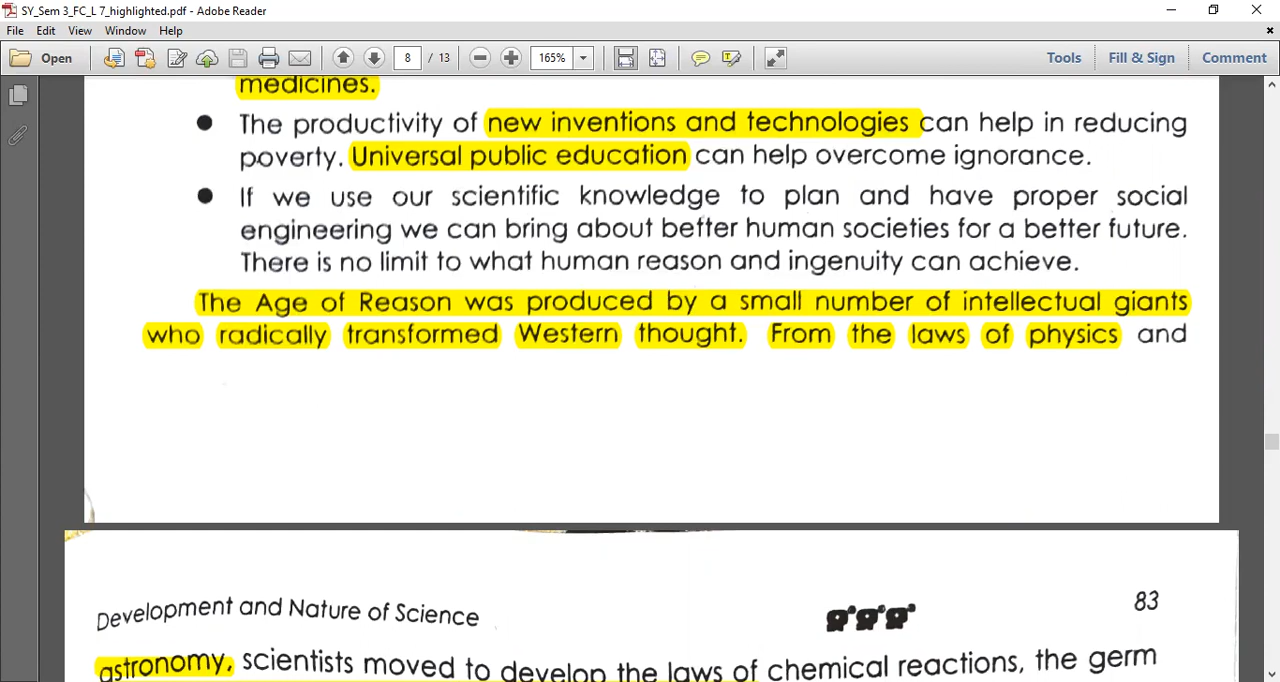 SY_Sem 3_FC_L 7_highlighted.pdf - Adobe Reader
File Edit View Window Help
Open 8 / 13 165% Tools Fill & Sign Comment
medicines.
● The productivity of new inventions and technologies can help in reducing
poverty. Universal public education can help overcome ignorance.
● If we use our scientific knowledge to plan and have proper social
engineering we can bring about better human societies for a better future.
There is no limit to what human reason and ingenuity can achieve.
The Age of Reason was produced by a small number of intellectual giants
who radically transformed Western thought. From the laws of physics and
Development and Nature of Science 83
astronomy, scientists moved to develop the laws of chemical reactions, the germ